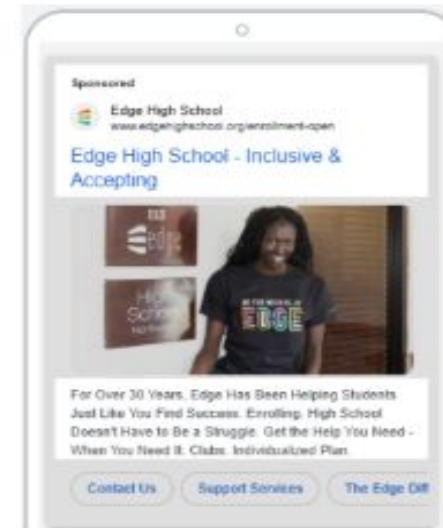 Sponsored
Edge High School
www.edgehighschool.org/enrollment-open
Edge High School - Inclusive &
Accepting
edge
High
School
EDGE
For Over 30 Years, Edge Has Been Helping Students
Just Like You Find Success. Enrolling. High School
Doesn't Have to Be a Struggle. Get the Help You Need -
When You Need It. Clubs. Individualized Plan.
Contact Us
Support Services
The Edge Diff